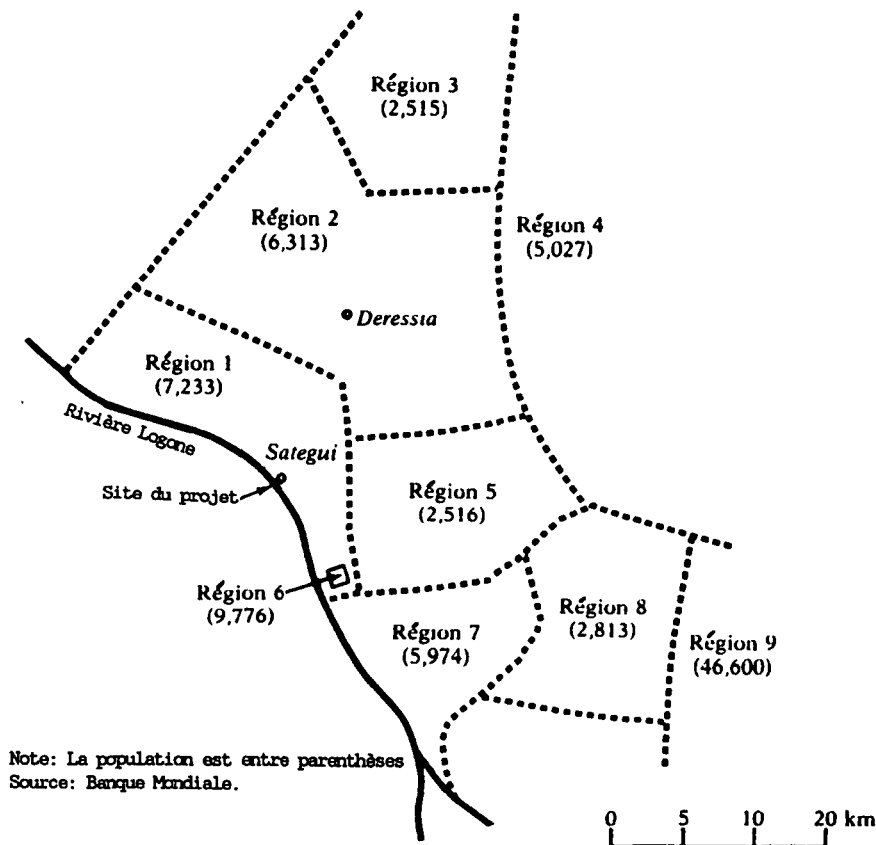 Région 3
(2,515)
Région 2
(6,313)
Région 4
(5,027)
Deressia
Région 1
(7,233)
Rivière Logone
Sategui
Site du projet
Région 5
(2,516)
Région 6
(9,776)
Région 7
(5,974)
Région 8
(2,813)
Région 9
(46,600)
Note: La population est entre parenthèses
Source: Banque Mondiale.
0 5 10 20 km